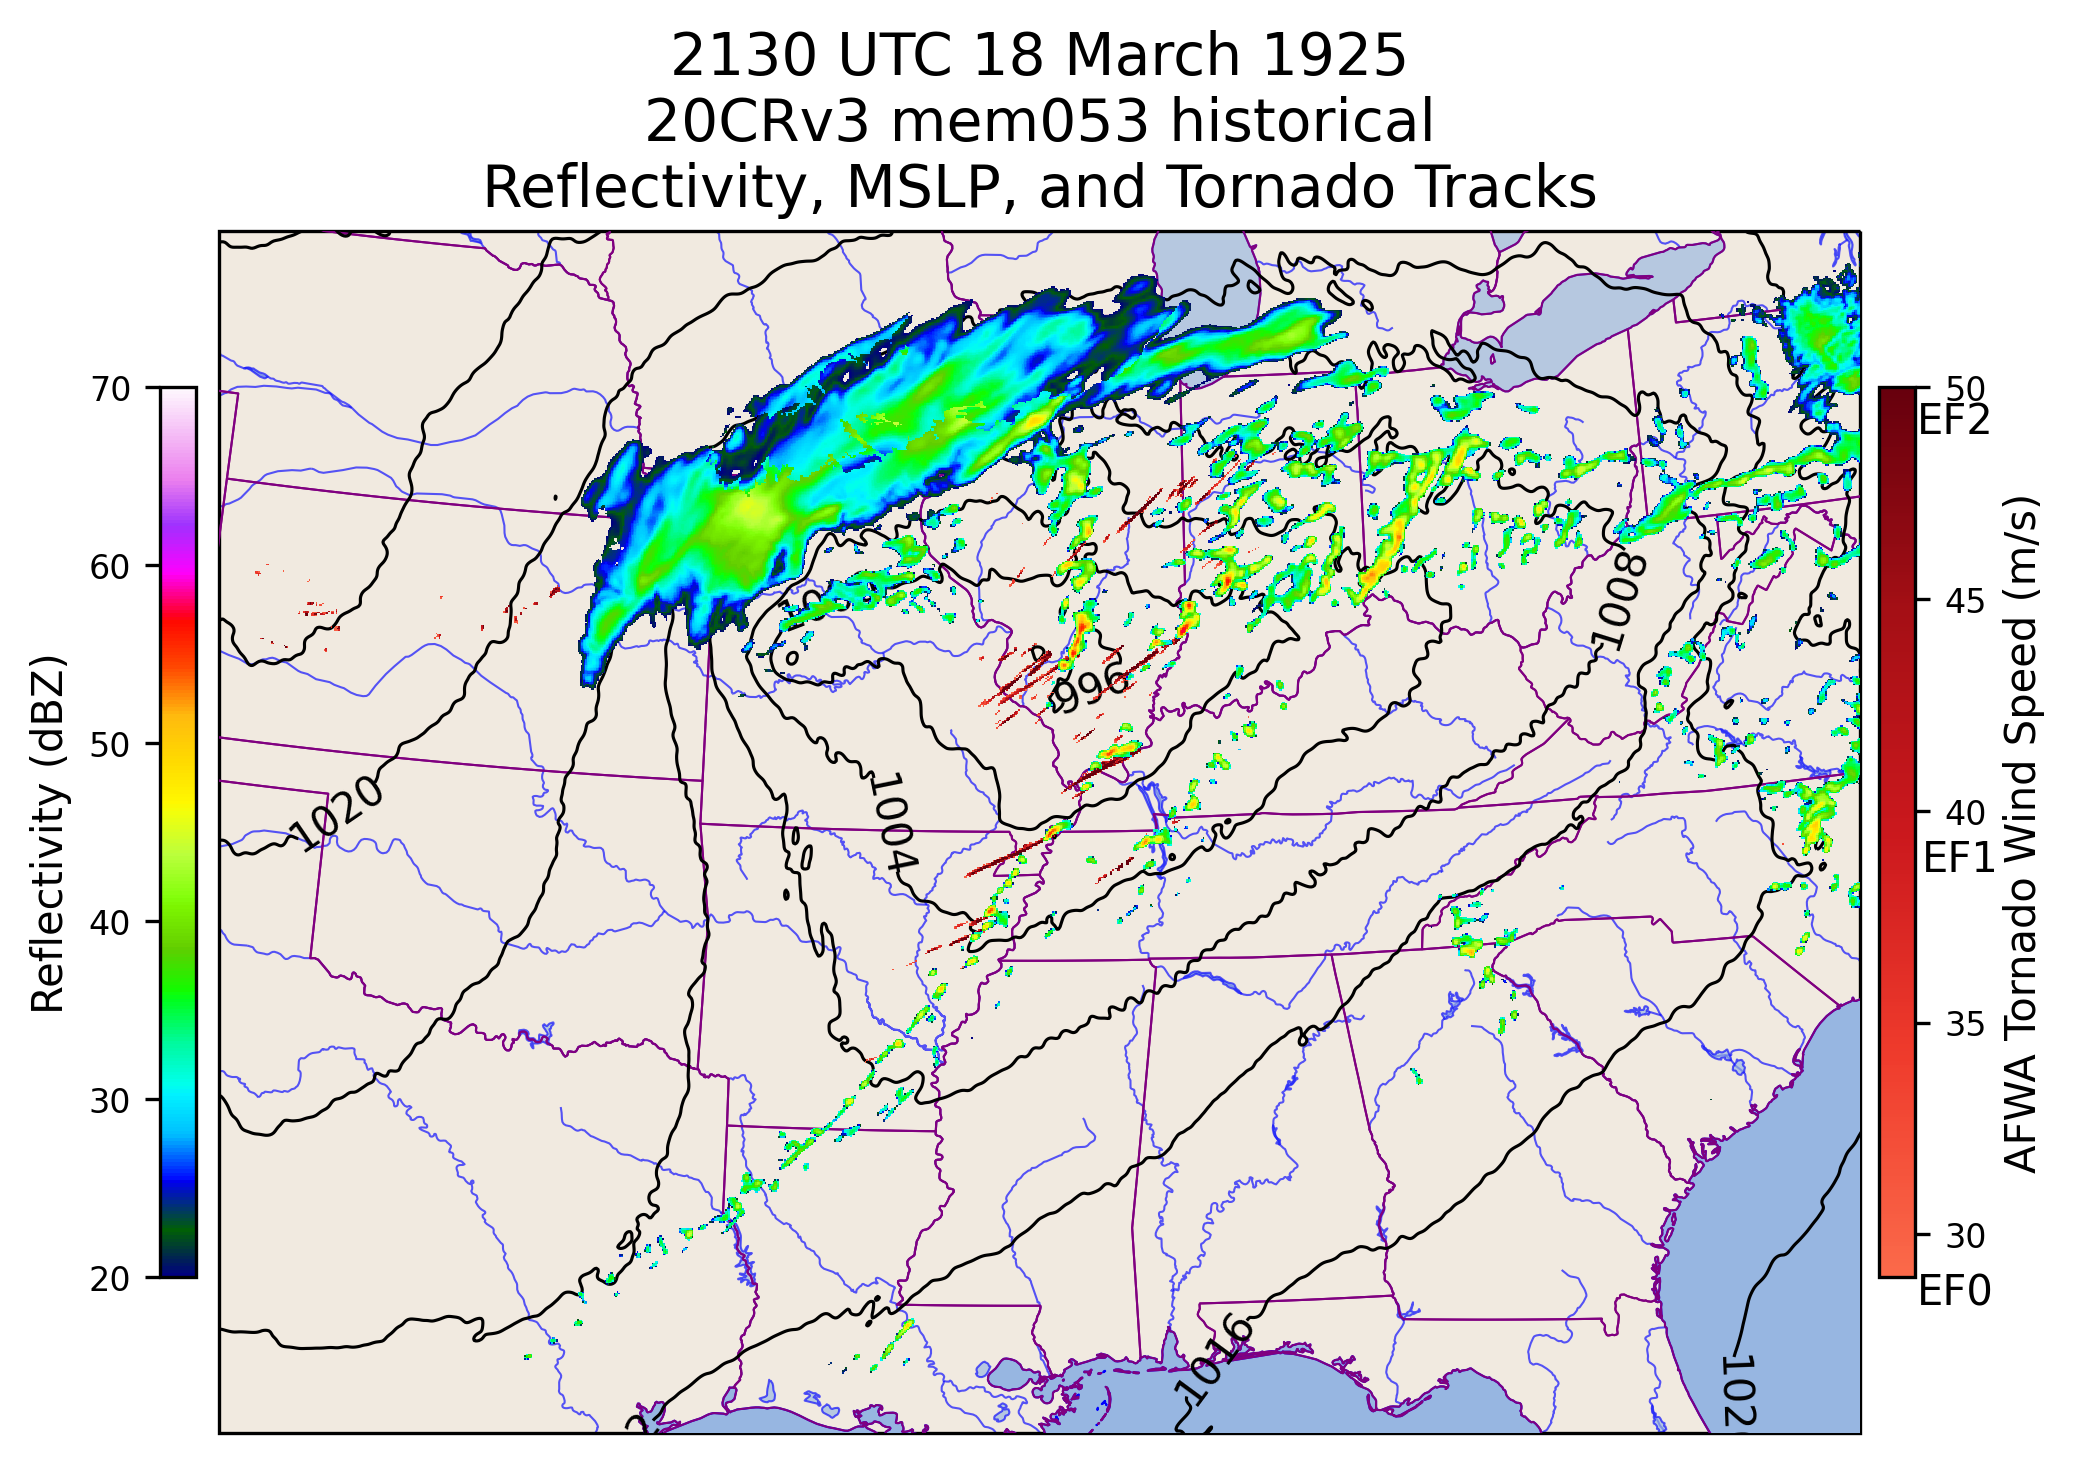 2130 UTC 18 March 1925
20CRv3 mem053 historical
Reflectivity, MSLP, and Tornado Tracks
70
60
50
40
30
20
Reflectivity (dBZ)
1020
1004
996
1008
1016
102
50
EF2
45
40
EF1
35
30
EF0
AFWA Tornado Wind Speed (m/s)